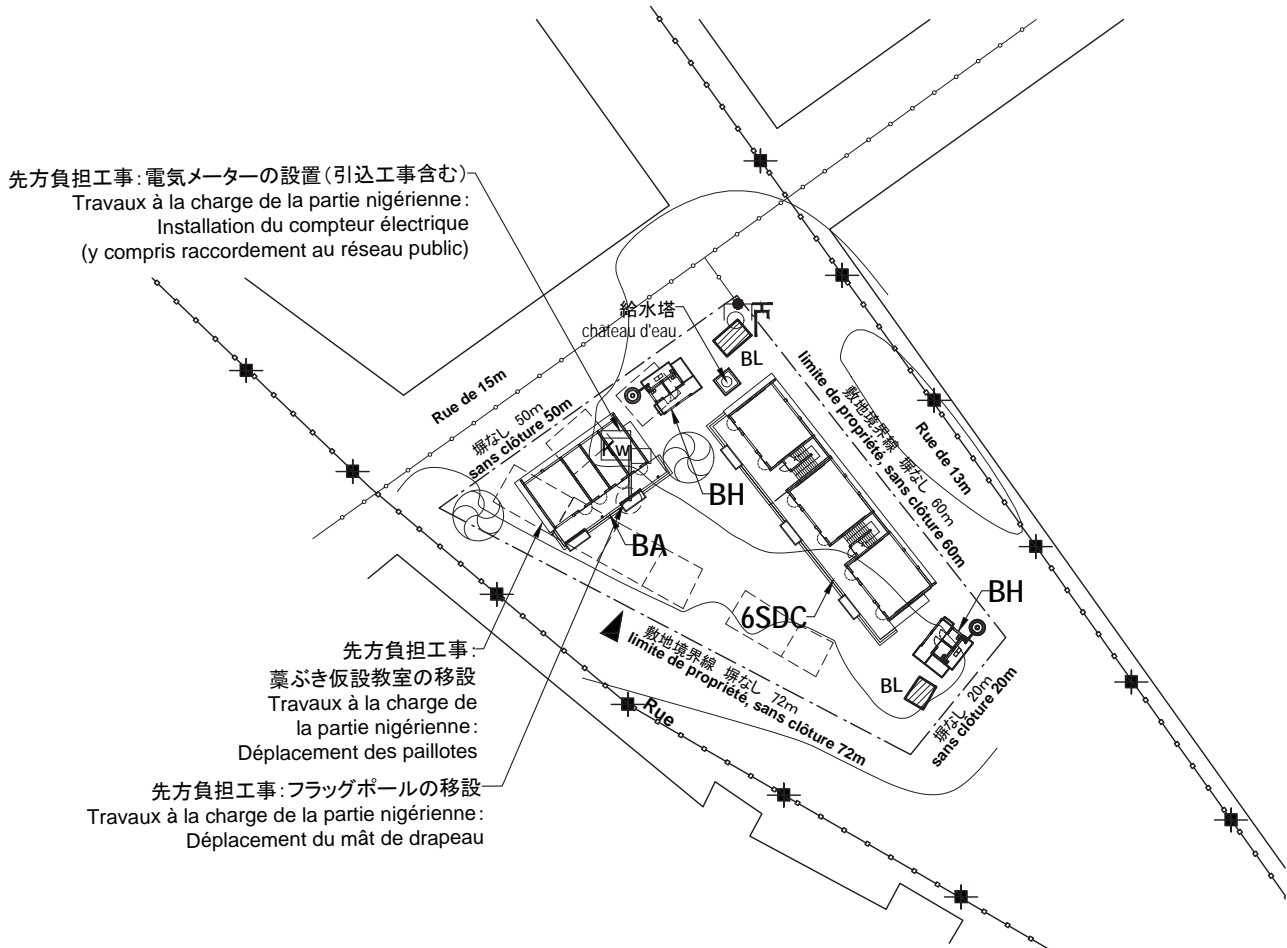 先方負担工事：電気メーターの設置（引込工事含む）
Travaux à la charge de la partie nigérienne:
Installation du compteur électrique
(y compris raccordement au réseau public)
給水塔
château d'eau
BL
Rue de 15m
塀なし 50m
sans clôture 50m
Kw
BH
BA
敷地境界線 塀なし 60m
limite de propriété, sans clôture 60m
Rue de 13m
6SDC
BH
BL
敷地境界線 塀なし 72m
limite de propriété, sans clôture 72m
塀なし 20m
sans clôture 20m
Rue
先方負担工事：
藁ぶき仮設教室の移設
Travaux à la charge de
la partie nigérienne:
Déplacement des paillotes
先方負担工事：フラッグポールの移設
Travaux à la charge de la partie nigérienne:
Déplacement du mât de drapeau